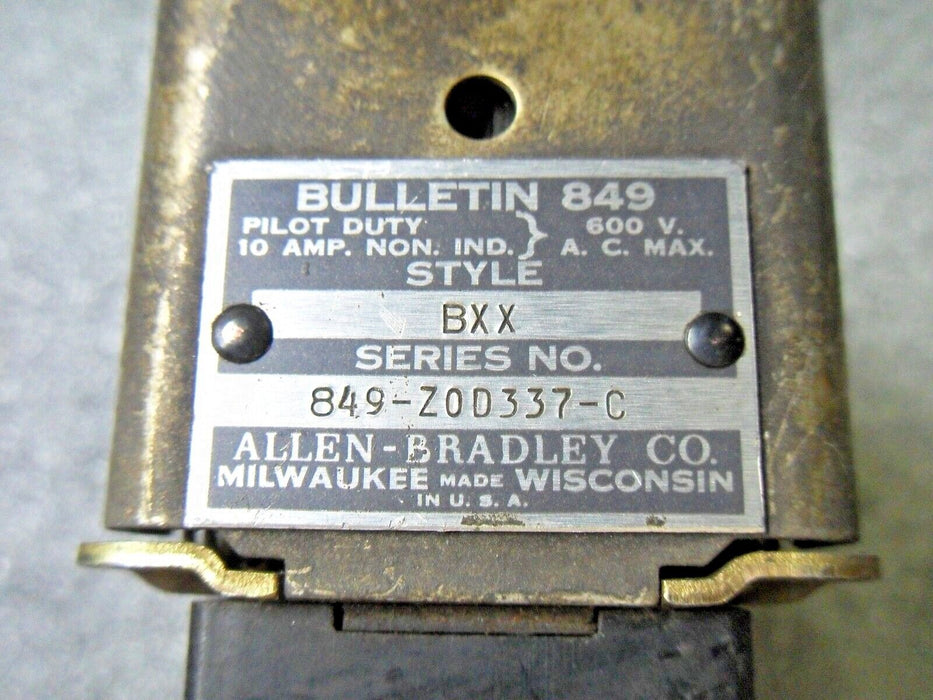 BULLETIN 849
PILOT DUTY } 600 V.
10 AMP. NON. IND. } A. C. MAX.
STYLE
BXX
SERIES NO.
849-ZOD337-C
ALLEN-BRADLEY CO.
MILWAUKEE MADE WISCONSIN
IN U. S. A.